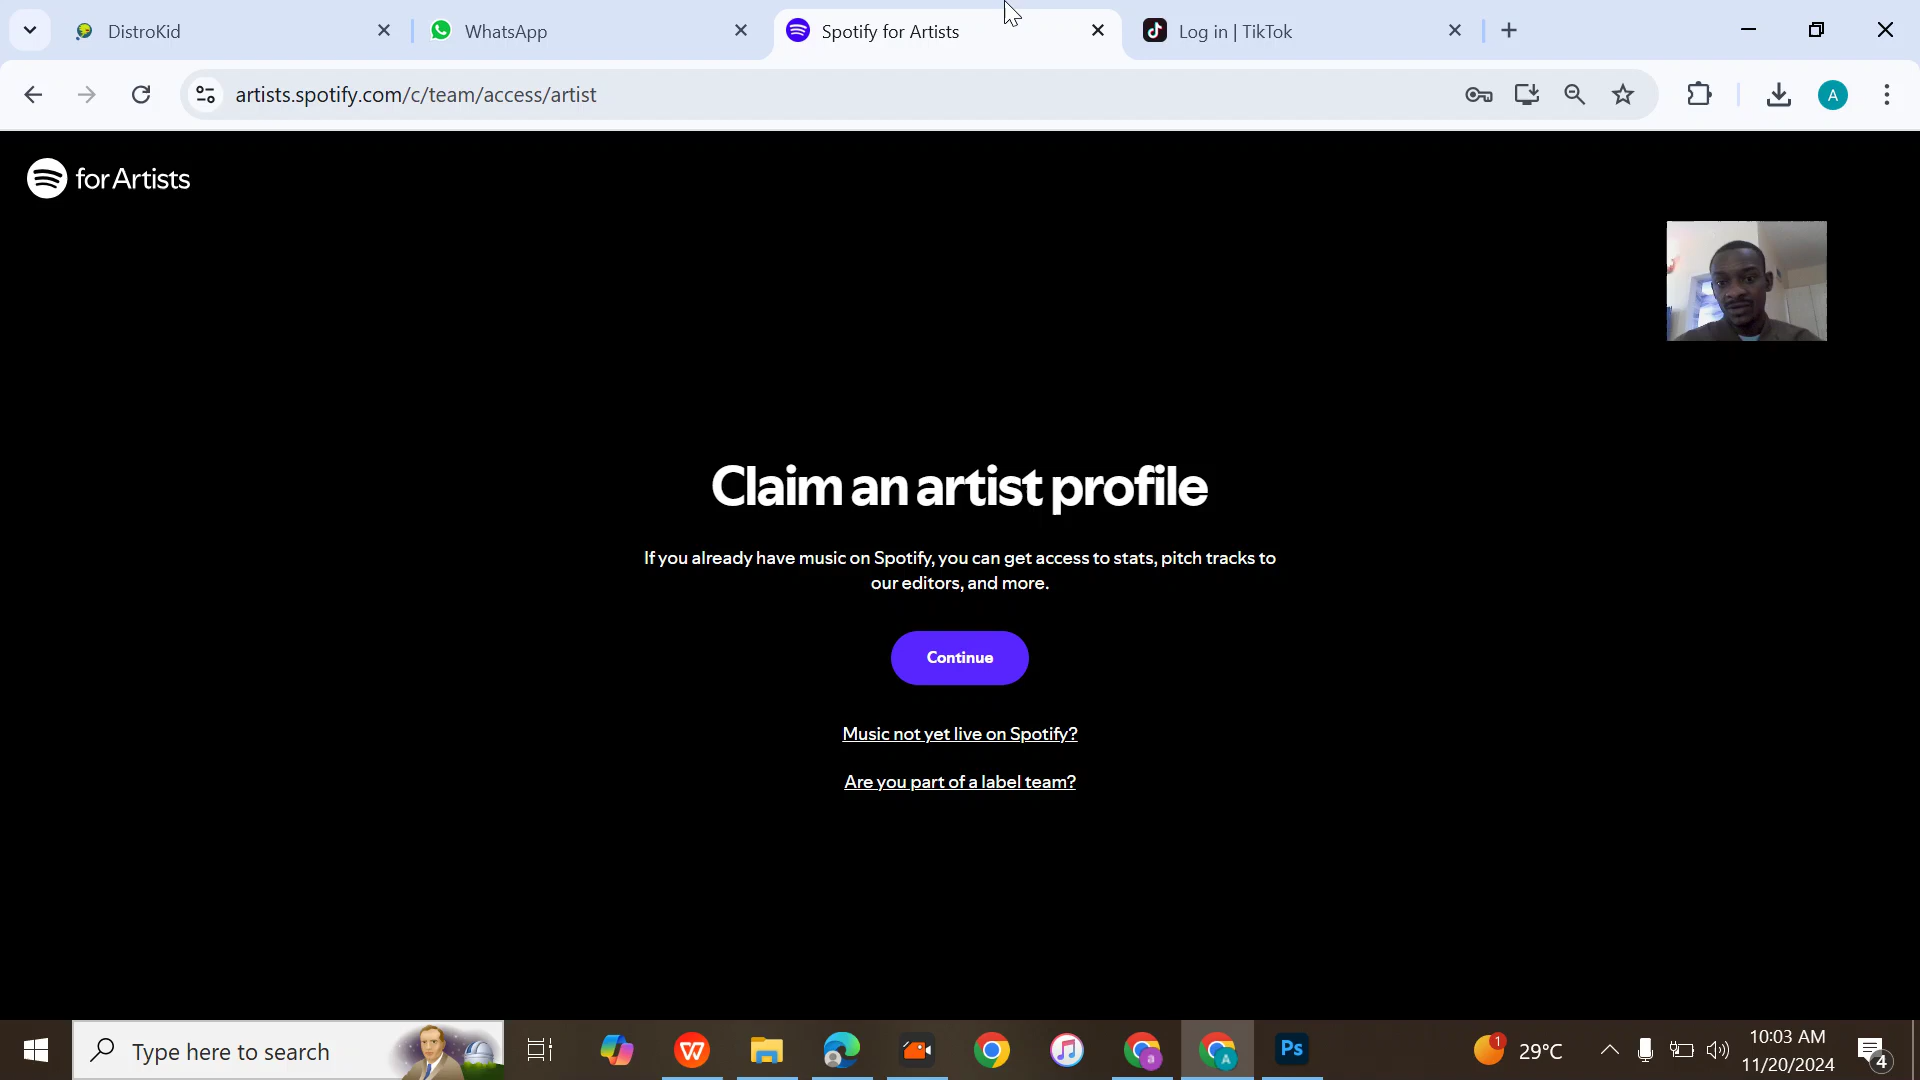 DistroKid
WhatsApp
Spotify for Artists
Log in | TikTok
artists.spotify.com/c/team/access/artist
A
for Artists
Claim an artist profile
If you already have music on Spotify, you can get access to stats, pitch tracks to
our editors, and more.
Continue
Music not yet live on Spotify?
Are you part of a label team?
Type here to search
W
a
A
Ps
1
29°C
10:03 AM
11/20/2024
4